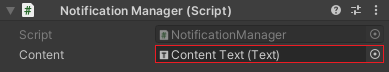 Notification Manager (Script)
Script NotificationManager
Content Content Text (Text)